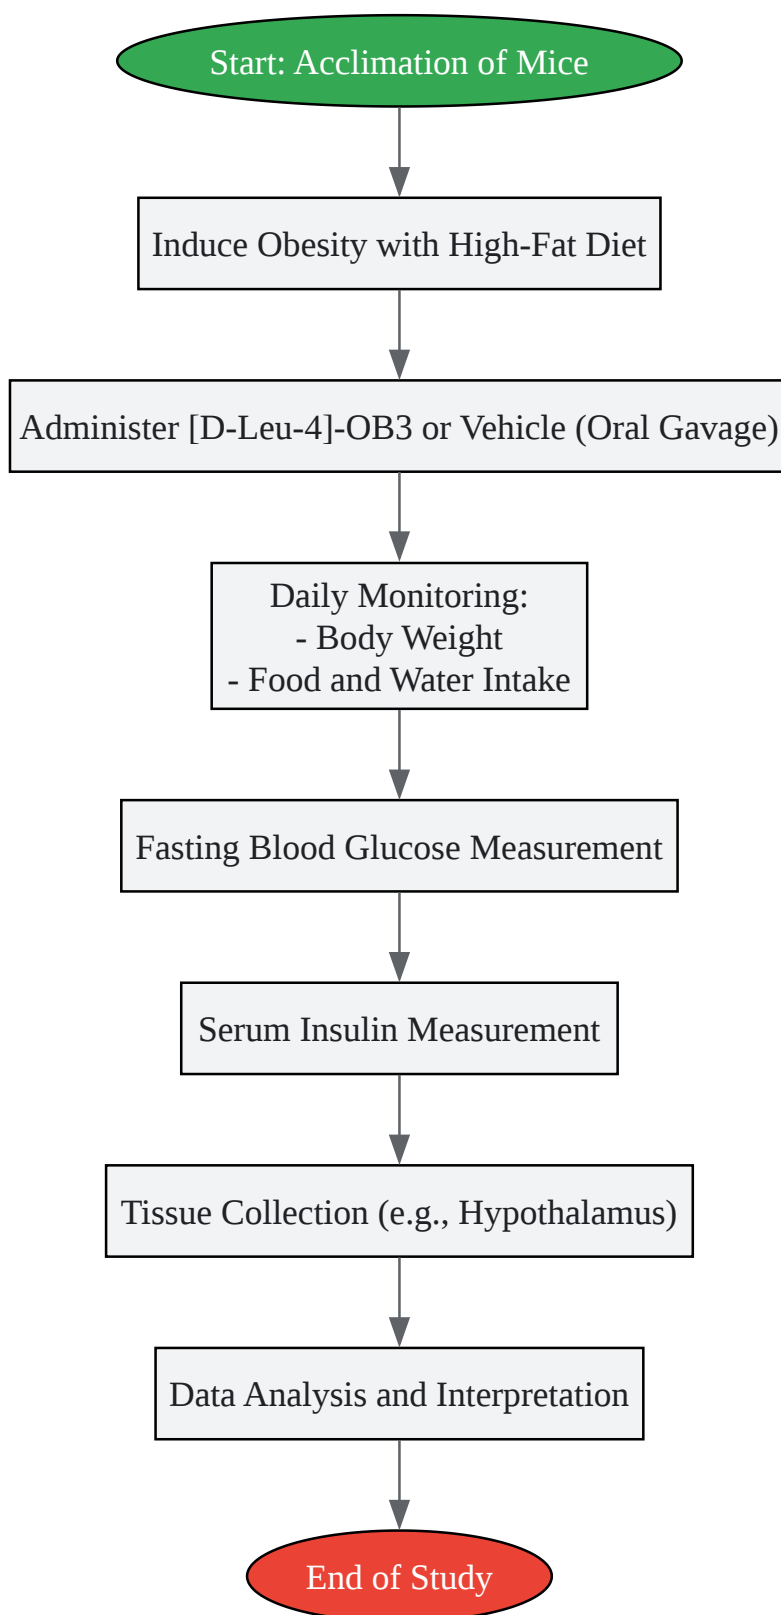 Start: Acclimation of Mice
Induce Obesity with High-Fat Diet
Administer [D-Leu-4]-OB3 or Vehicle (Oral Gavage)
Daily Monitoring:
- Body Weight
- Food and Water Intake
Fasting Blood Glucose Measurement
Serum Insulin Measurement
Tissue Collection (e.g., Hypothalamus)
Data Analysis and Interpretation
End of Study